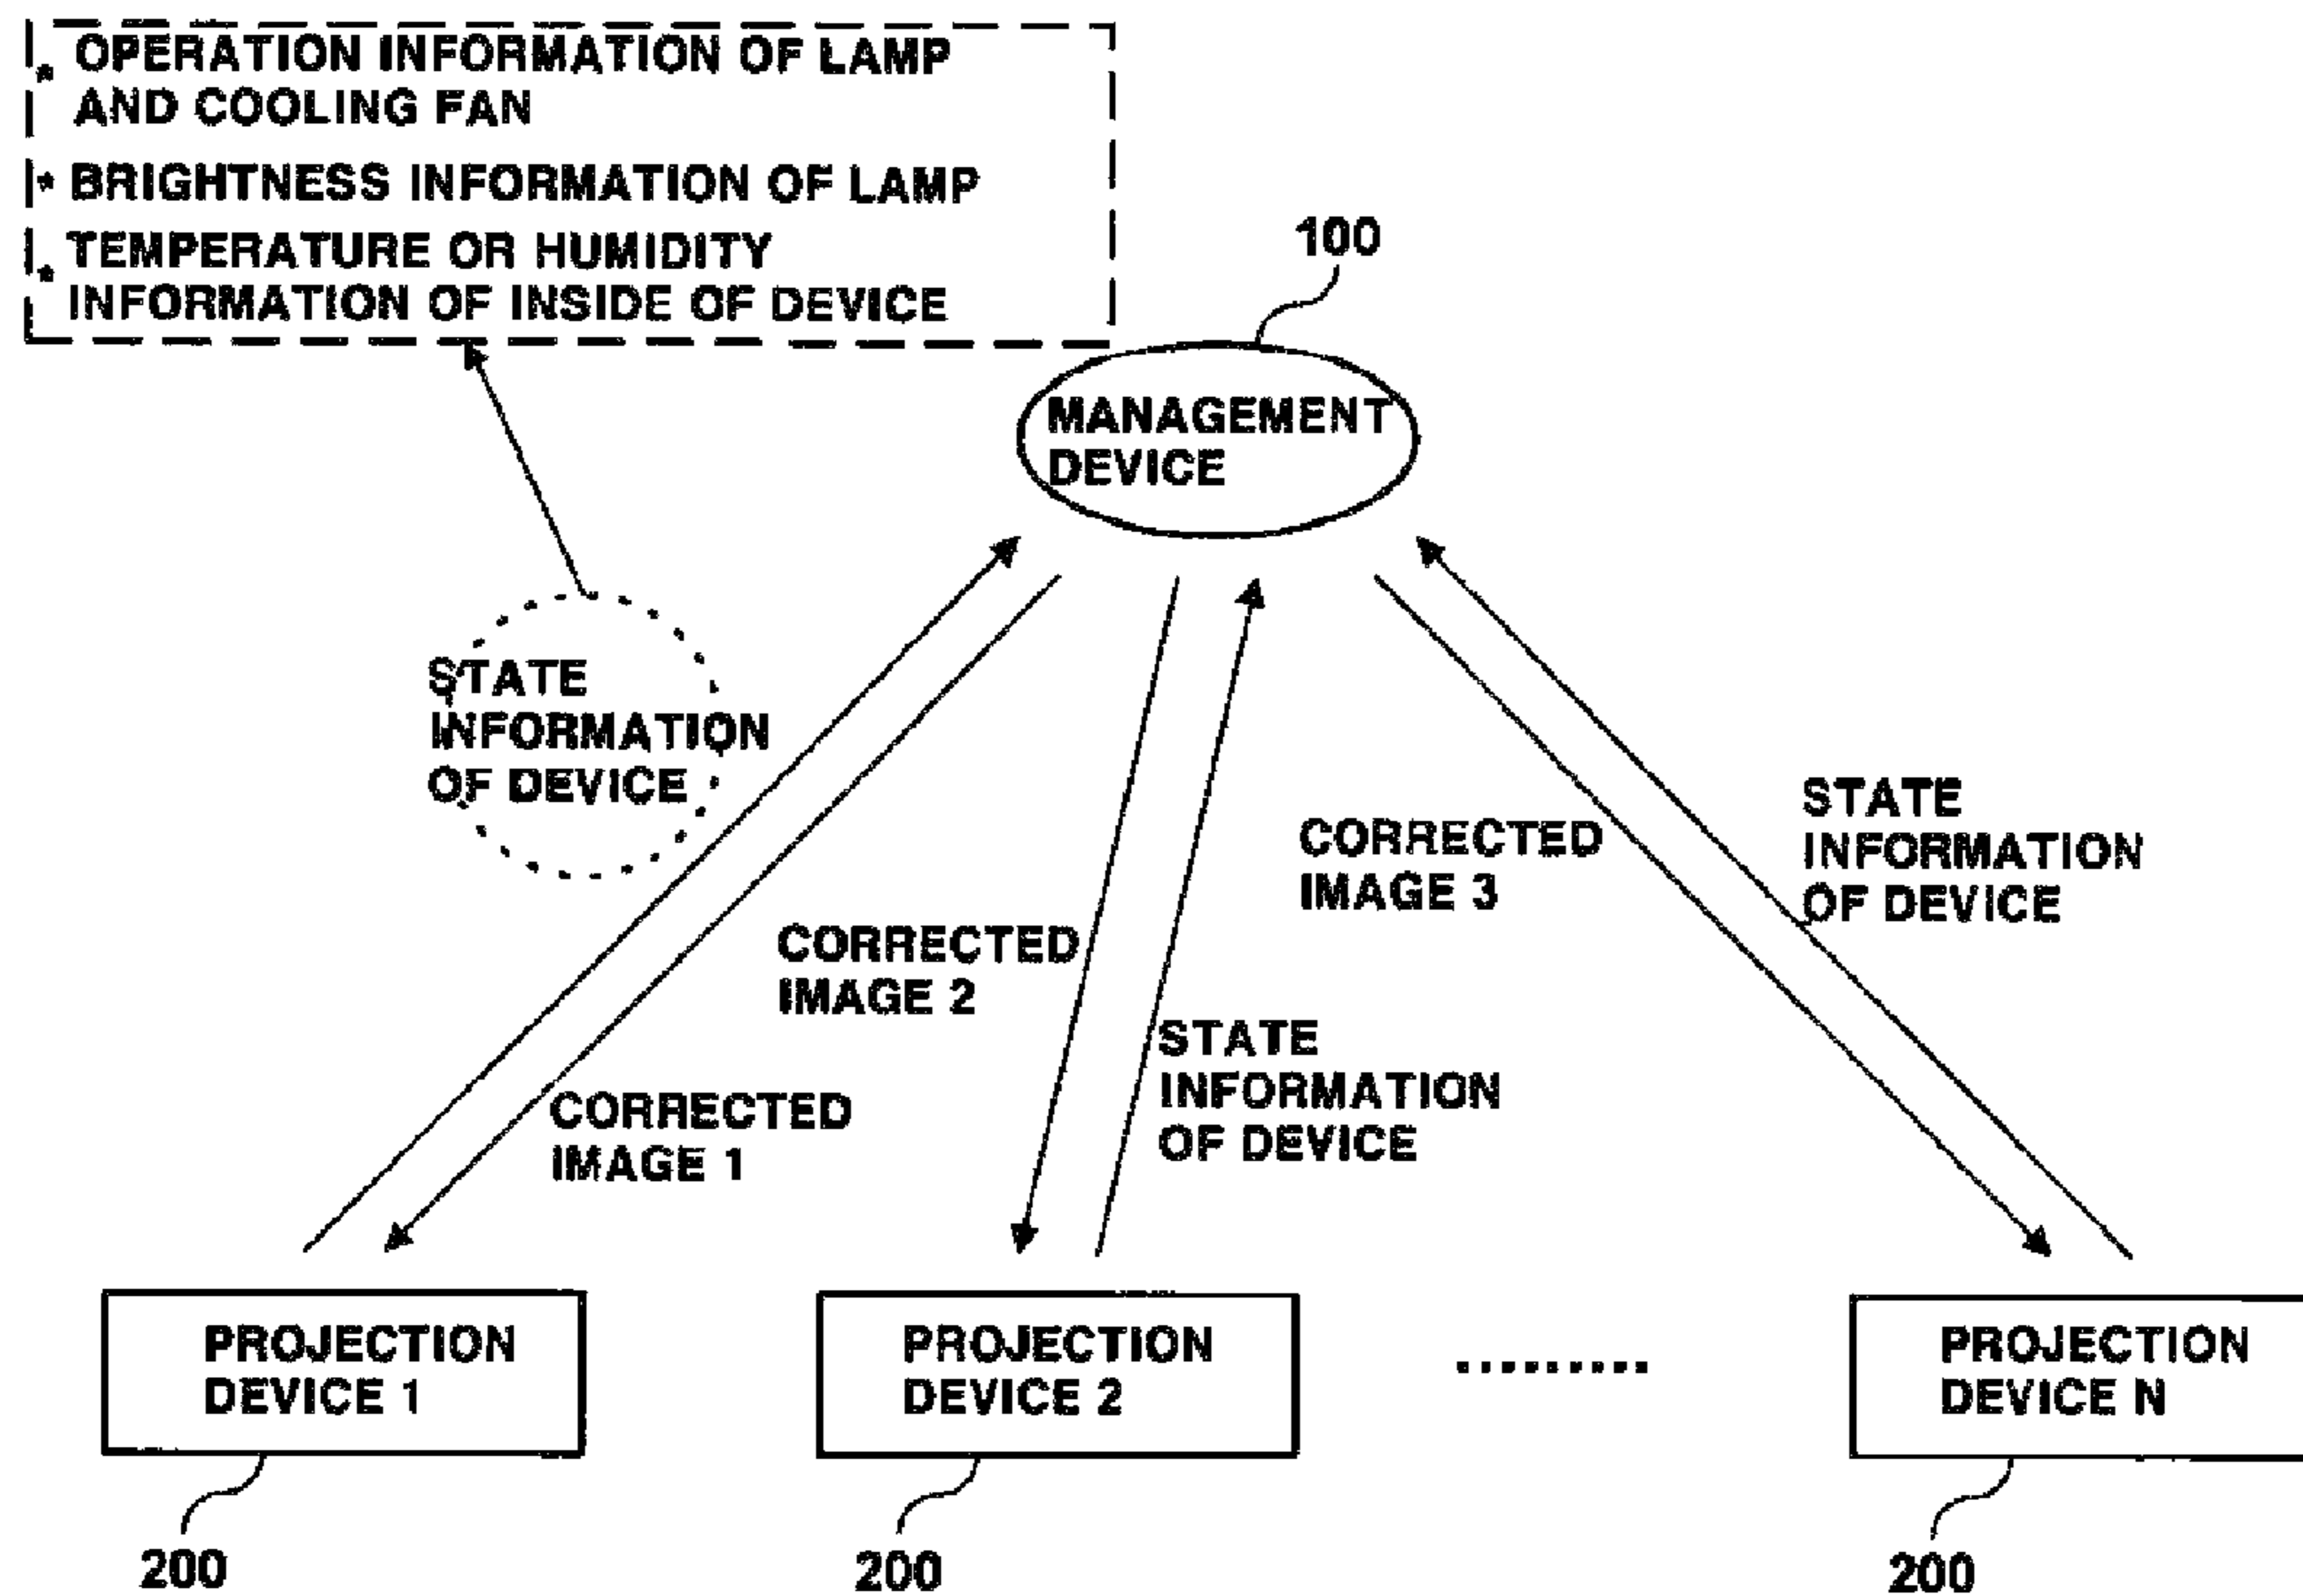 * OPERATION INFORMATION OF LAMP
AND COOLING FAN
* BRIGHTNESS INFORMATION OF LAMP
* TEMPERATURE OR HUMIDITY
INFORMATION OF INSIDE OF DEVICE
100
MANAGEMENT
DEVICE
STATE
INFORMATION
OF DEVICE
STATE
INFORMATION
OF DEVICE
CORRECTED
IMAGE 3
CORRECTED
IMAGE 2
STATE
INFORMATION
OF DEVICE
CORRECTED
IMAGE 1
PROJECTION
DEVICE 1
PROJECTION
DEVICE 2
.........
PROJECTION
DEVICE N
200
200
200